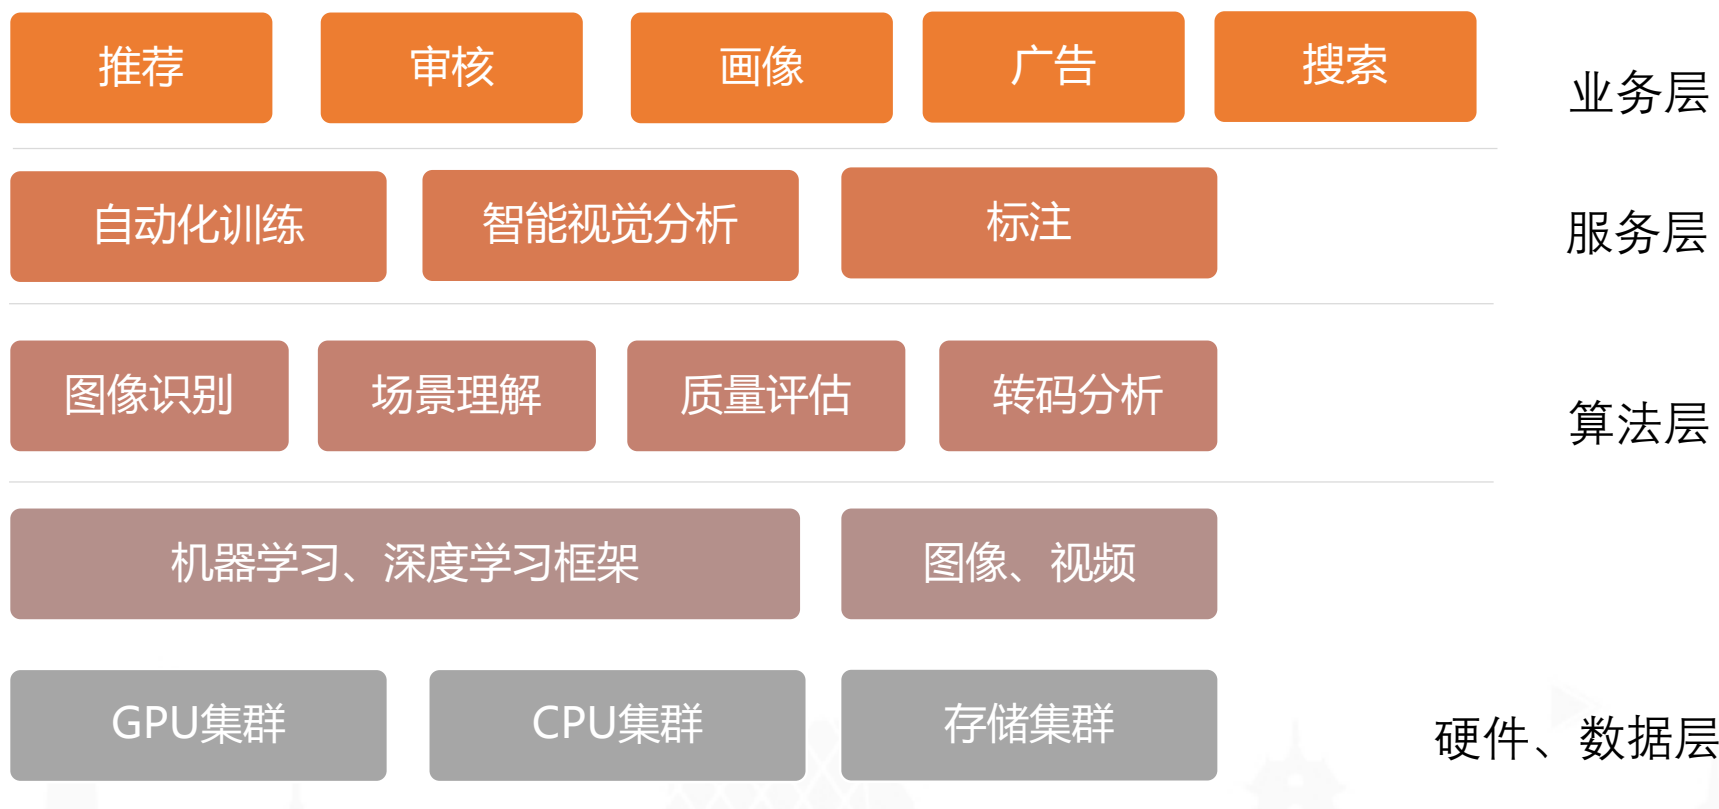 推荐 审核 画像 广告 搜索 业务层
自动化训练 智能视觉分析 标注 服务层
图像识别 场景理解 质量评估 转码分析 算法层
机器学习、深度学习框架 图像、视频
GPU集群 CPU集群 存储集群 硬件、数据层